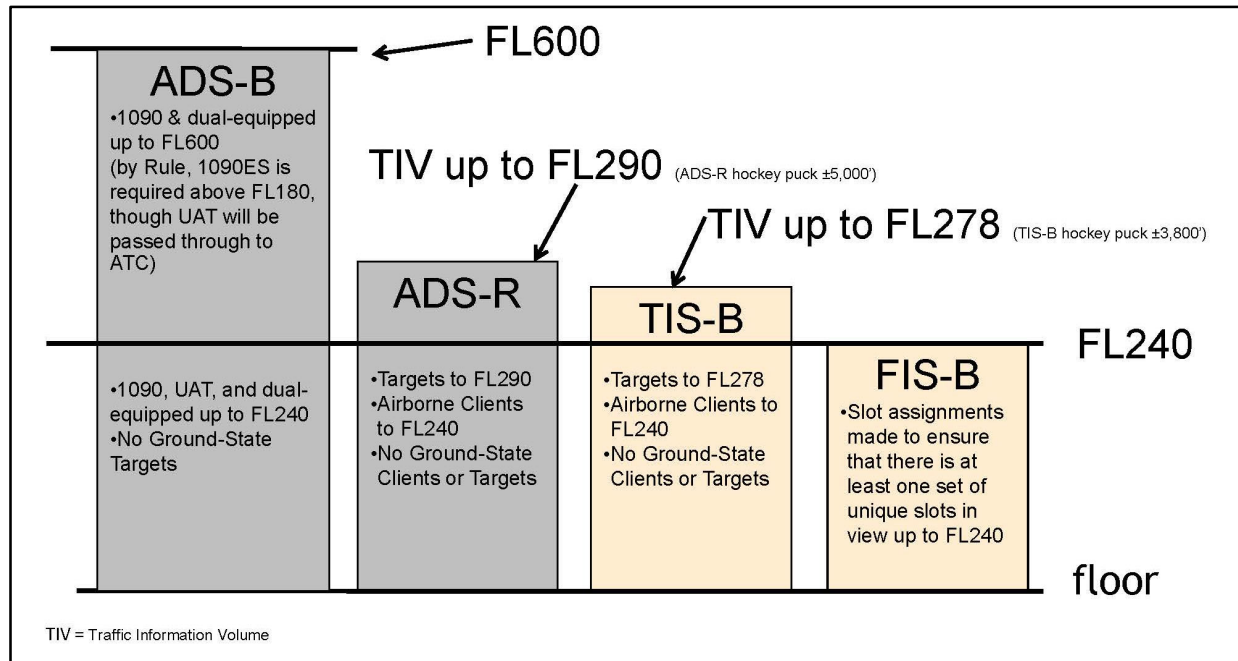 FL600
ADS-B
•1090 & dual-equipped
up to FL600
(by Rule, 1090ES is
required above FL180,
though UAT will be
passed through to
ATC)
TIV up to FL290 (ADS-R hockey puck ±5,000’)
TIV up to FL278 (TIS-B hockey puck ±3,800’)
ADS-R
TIS-B
FL240
•1090, UAT, and dual-
equipped up to FL240
•No Ground-State
Targets
•Targets to FL290
•Airborne Clients
to FL240
•No Ground-State
Clients or Targets
•Targets to FL278
•Airborne Clients to
FL240
•No Ground-State
Clients or Targets
FIS-B
•Slot assignments
made to ensure
that there is at
least one set of
unique slots in
view up to FL240
floor
TIV = Traffic Information Volume